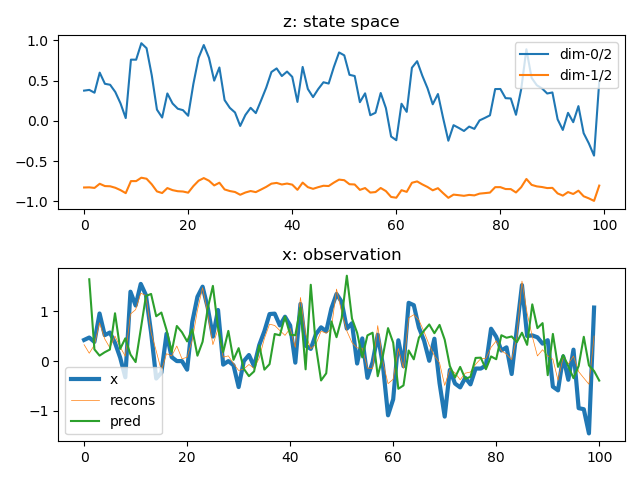 z: state space
1.0
0.5
0.0
−0.5
−1.0
dim-0/2
dim-1/2
0 20 40 60 80 100
x: observation
1
0
−1
x
recons
pred
0 20 40 60 80 100